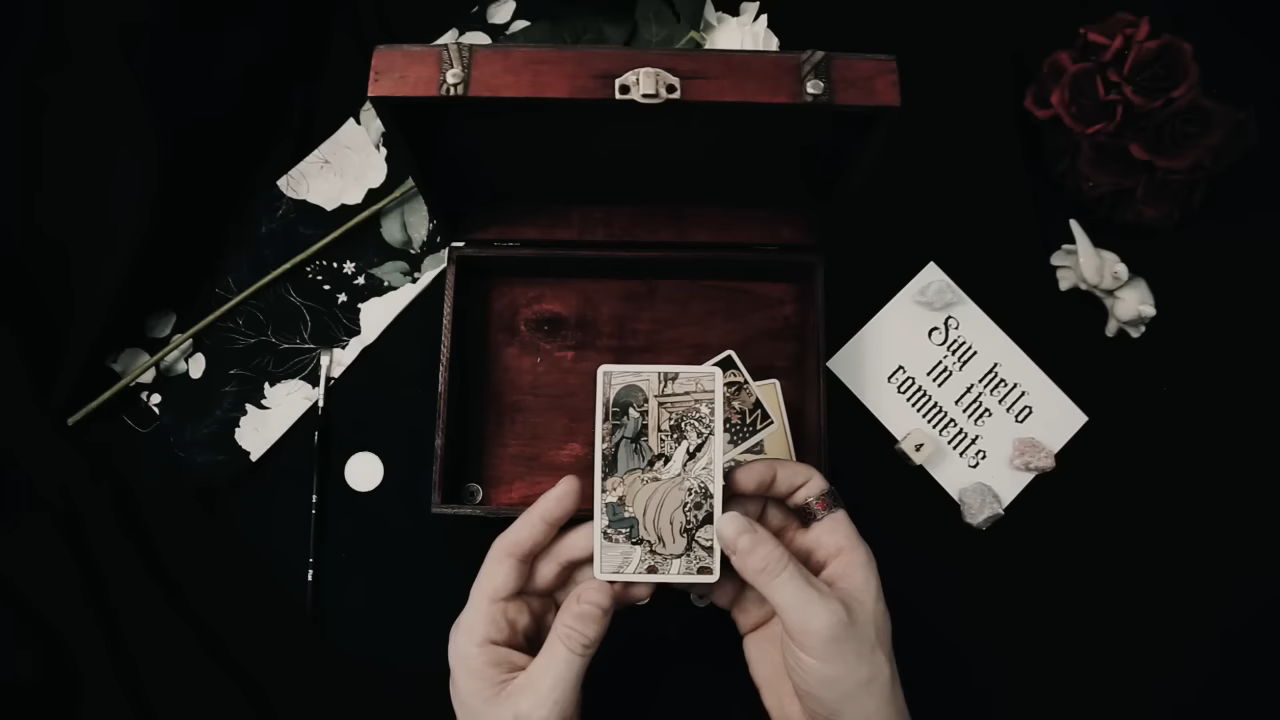 Say hello
in the
comments
4
W